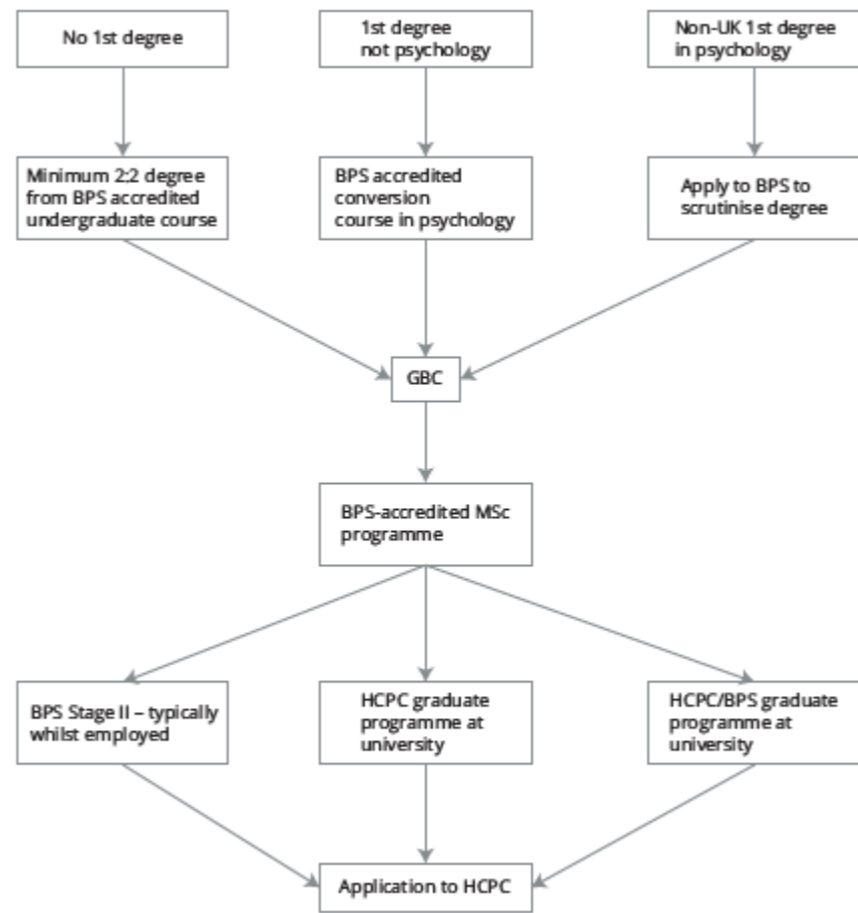 No 1st degree
1st degree
not psychology
Non-UK 1st degree
in psychology
Minimum 2:2 degree
from BPS accredited
undergraduate course
BPS accredited
conversion
course in psychology
Apply to BPS to
scrutinise degree
GBC
BPS-accredited MSc
programme
BPS Stage II – typically
whilst employed
HCPC graduate
programme at
university
HCPC/BPS graduate
programme at
university
Application to HCPC